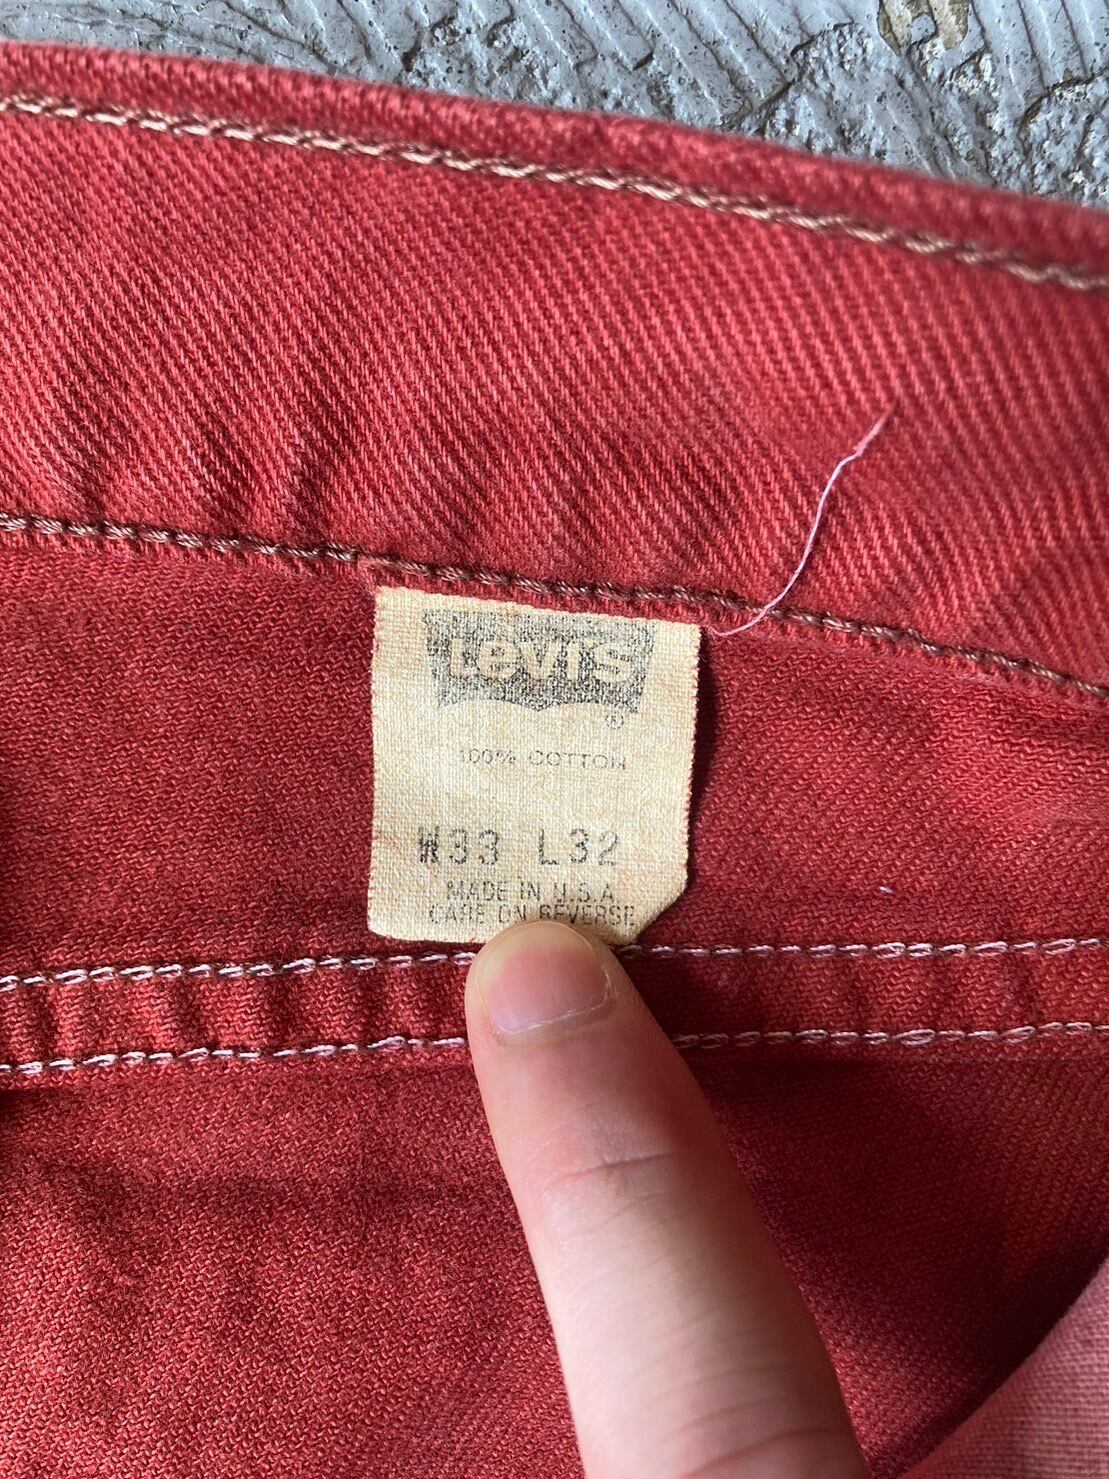 Levi's
®
100% COTTON
W33 L32
MADE IN U.S.A.
CARE ON REVERSE